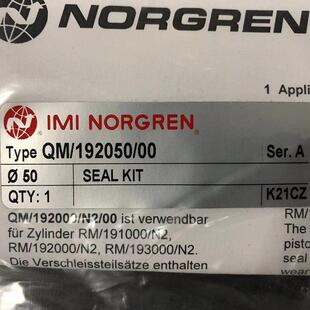 NORGREN
1 Appli
IMI NORGREN
Type QM/192050/00 Ser. A
Ø 50 SEAL KIT
QTY: 1 K21CZ
QM/192000/N2/00 ist verwendbar
für Zylinder RM/191000/N2,
RM/192000/N2, RM/193000/N2.
Die Verschleissteilsätze enthalten
RM/
The
pisto
seal
wear